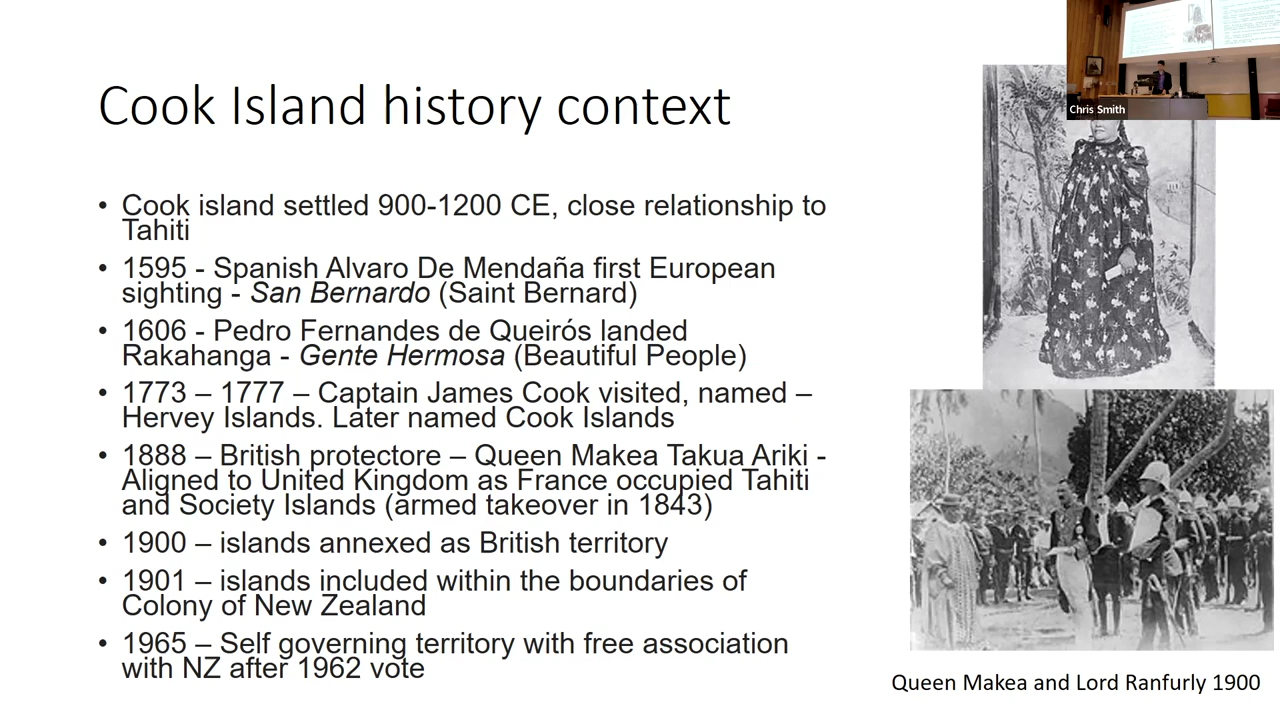 Cook Island history context
• Cook island settled 900-1200 CE, close relationship to
Tahiti
• 1595 - Spanish Alvaro De Mendaña first European
sighting - San Bernardo (Saint Bernard)
• 1606 - Pedro Fernandes de Queirós landed
Rakahanga - Gente Hermosa (Beautiful People)
• 1773 – 1777 – Captain James Cook visited, named –
Hervey Islands. Later named Cook Islands
• 1888 – British protectore – Queen Makea Takua Ariki -
Aligned to United Kingdom as France occupied Tahiti
and Society Islands (armed takeover in 1843)
• 1900 – islands annexed as British territory
• 1901 – islands included within the boundaries of
Colony of New Zealand
• 1965 – Self governing territory with free association
with NZ after 1962 vote
Chris Smith
Queen Makea and Lord Ranfurly 1900